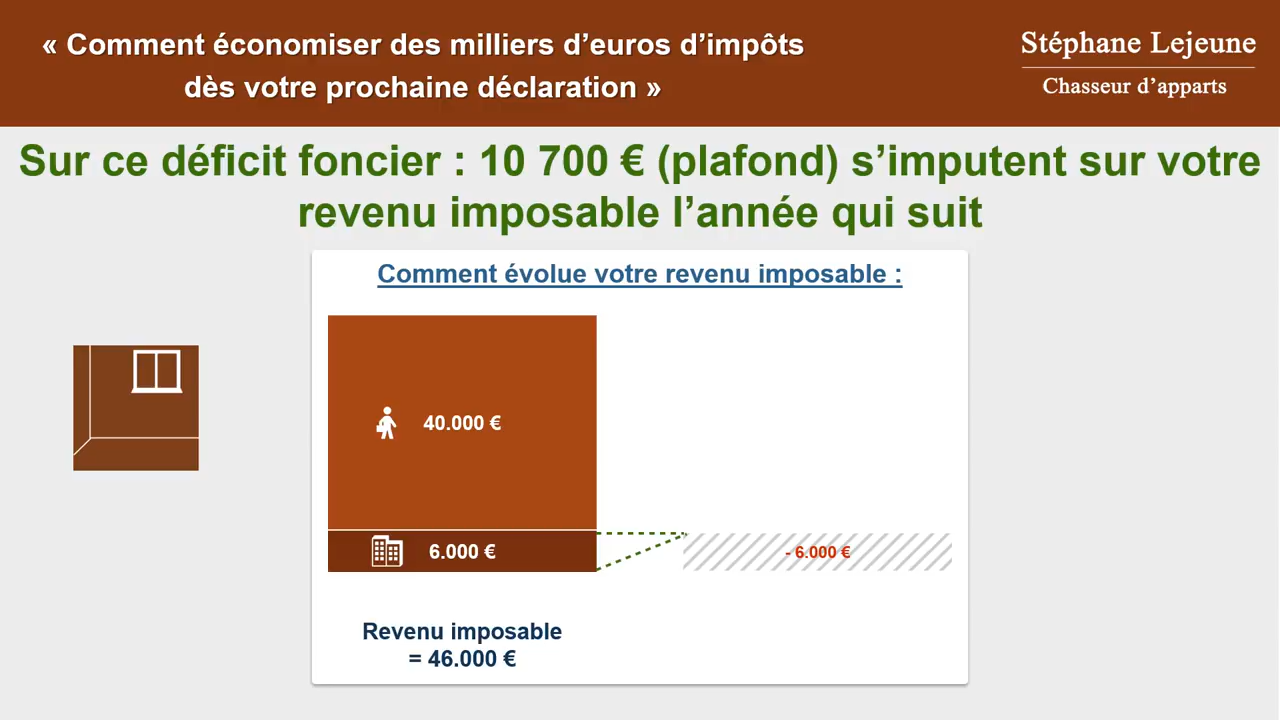 « Comment économiser des milliers d’euros d’impôts
dès votre prochaine déclaration »
Stéphane Lejeune
Chasseur d’apparts
Sur ce déficit foncier : 10 700 € (plafond) s’imputent sur votre
revenu imposable l’année qui suit
Comment évolue votre revenu imposable :
40.000 €
6.000 €
- 6.000 €
Revenu imposable
= 46.000 €